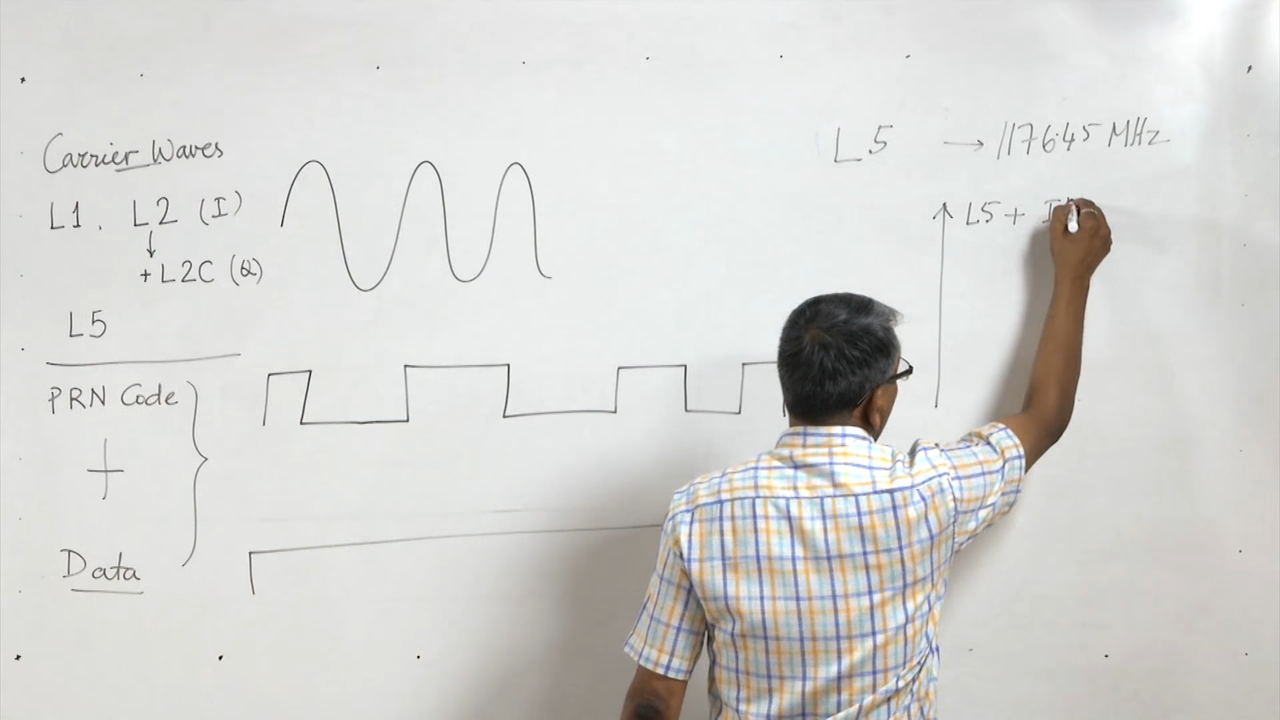 Carrier Waves
L1, L2 (I)
↓
+L2C (Q)
L5
PRN Code
+
Data
L5 → 1176.45 MHz
L5 +